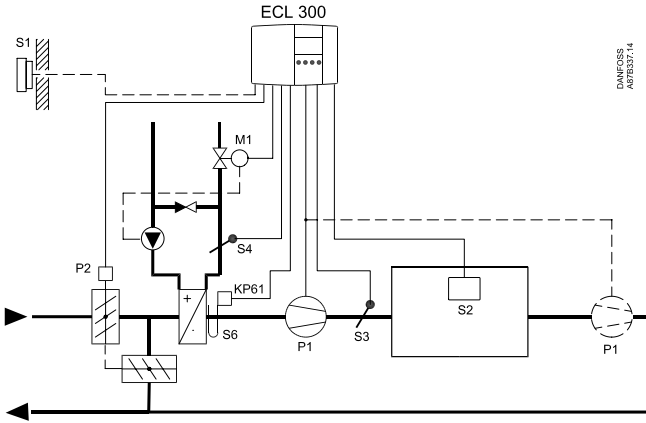 ECL 300
S1
DANFOSS
A87B337.14
M1
S4
P2
KP61
+
-
S6
P1
S3
S2
P1